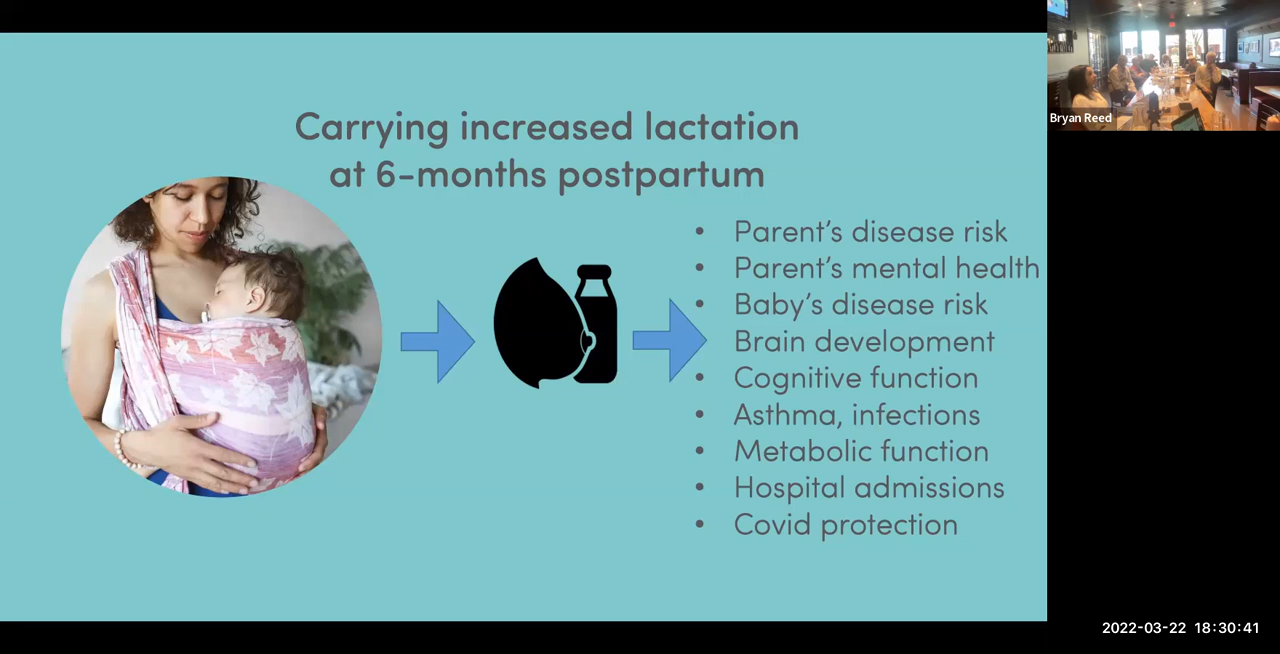 Carrying increased lactation
at 6-months postpartum
• Parent's disease risk
• Parent's mental health
• Baby's disease risk
• Brain development
• Cognitive function
• Asthma, infections
• Metabolic function
• Hospital admissions
• Covid protection
Bryan Reed
2022-03-22 18:30:41